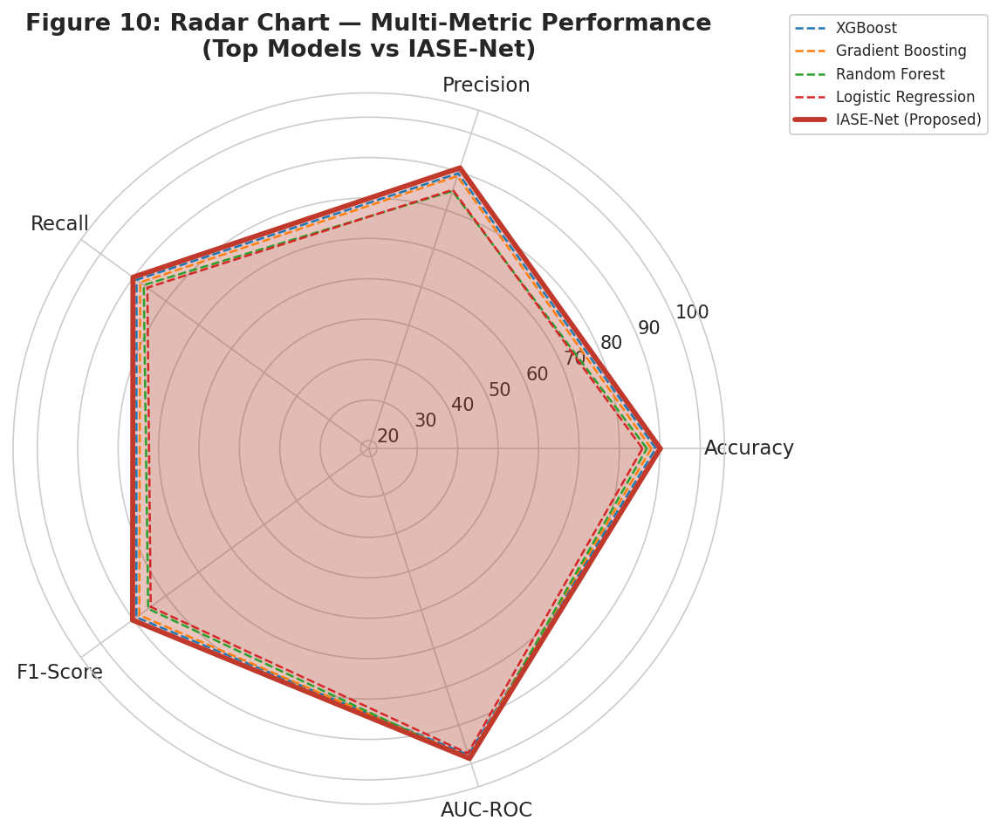 Figure 10: Radar Chart — Multi-Metric Performance
(Top Models vs IASE-Net)
XGBoost
Gradient Boosting
Random Forest
Logistic Regression
IASE-Net (Proposed)
Precision
Recall
Accuracy
F1-Score
AUC-ROC
20
30
40
50
60
70
80
90
100